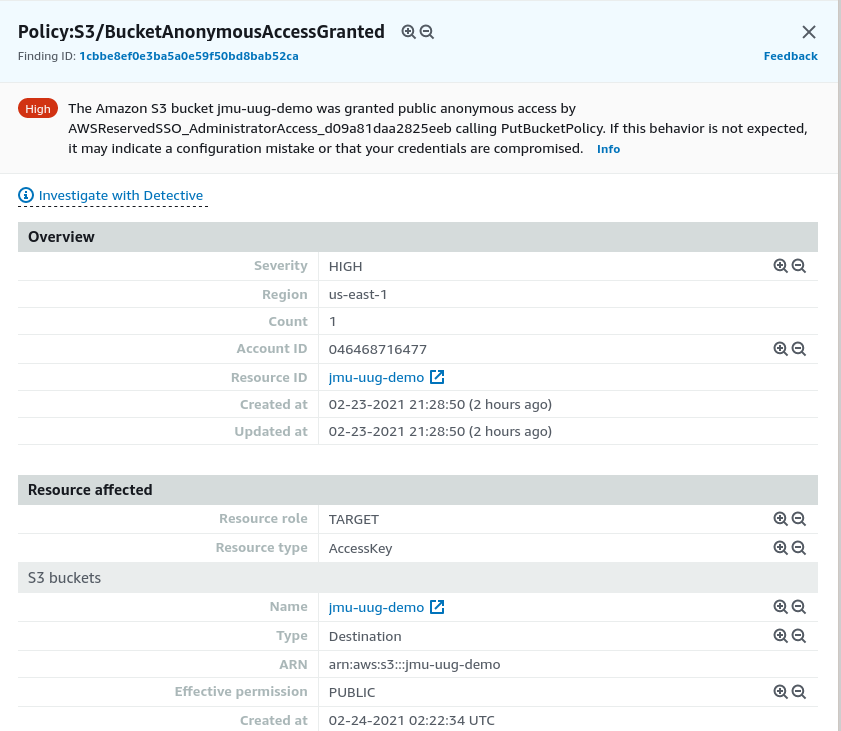 Policy:S3/BucketAnonymousAccessGranted
Finding ID: 1cbbe8ef0e3ba5a0e59f50bd8bab52ca
Feedback
High
The Amazon S3 bucket jmu-uug-demo was granted public anonymous access by
AWSReservedSSO_AdministratorAccess_d09a81daa2825eeb calling PutBucketPolicy. If this behavior is not expected,
it may indicate a configuration mistake or that your credentials are compromised. Info
Investigate with Detective
Overview
Severity HIGH
Region us-east-1
Count 1
Account ID 046468716477
Resource ID jmu-uug-demo
Created at 02-23-2021 21:28:50 (2 hours ago)
Updated at 02-23-2021 21:28:50 (2 hours ago)
Resource affected
Resource role TARGET
Resource type AccessKey
S3 buckets
Name jmu-uug-demo
Type Destination
ARN arn:aws:s3:::jmu-uug-demo
Effective permission PUBLIC
Created at 02-24-2021 02:22:34 UTC